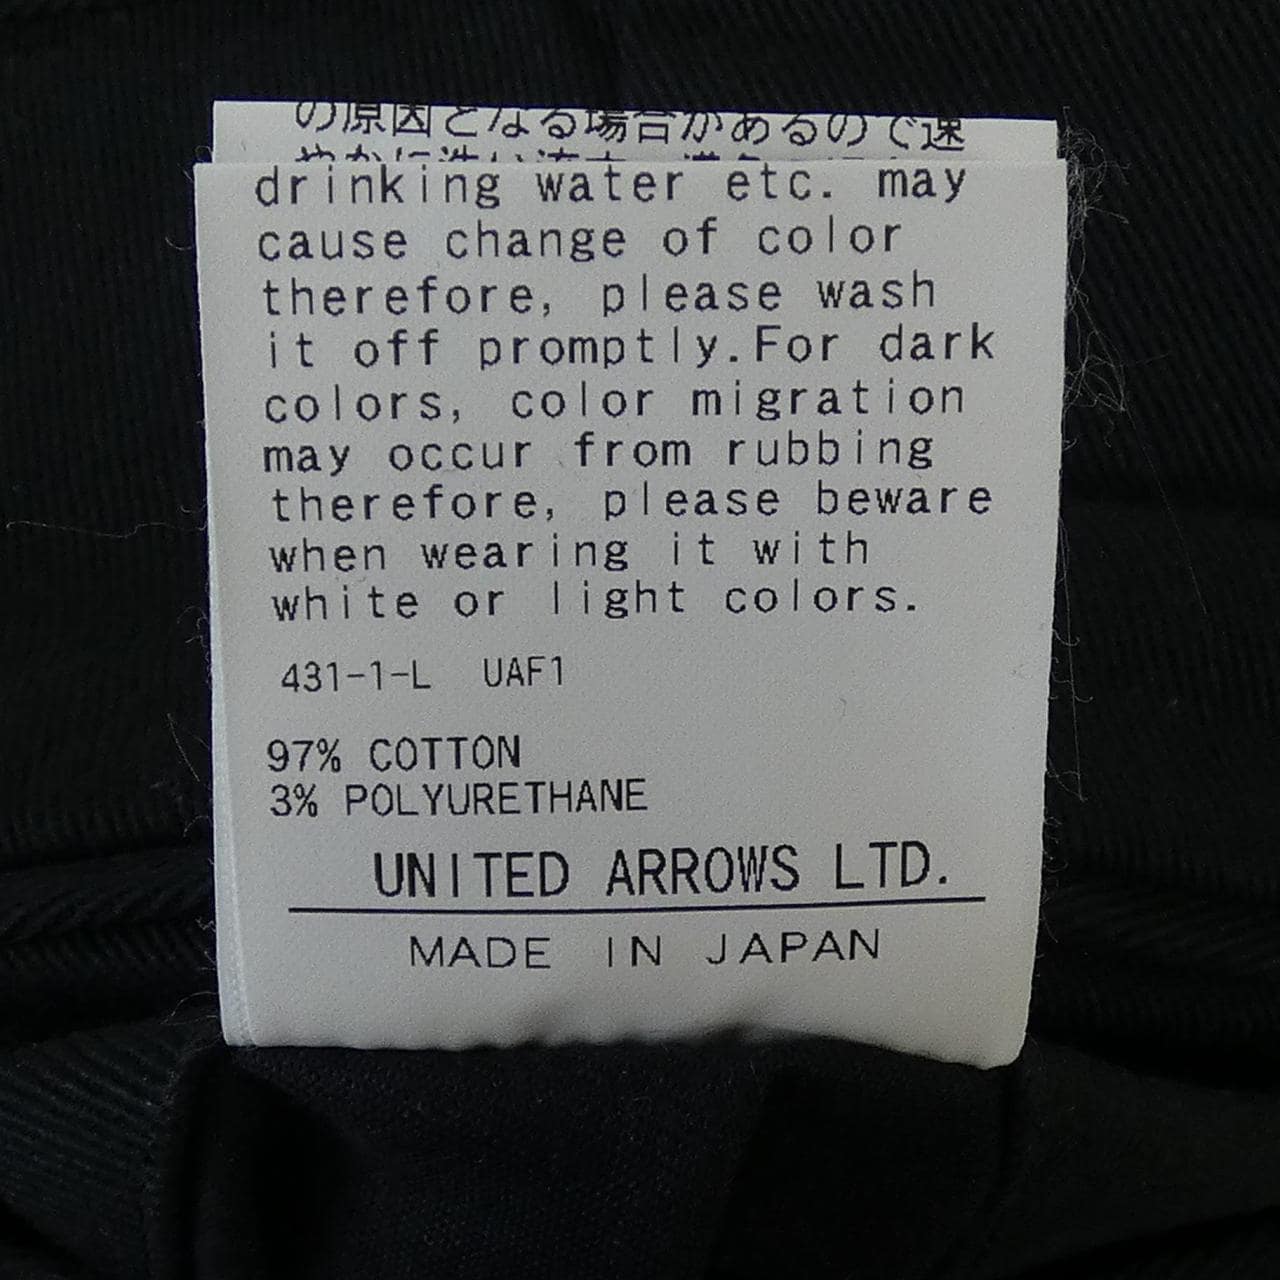 の原因となる場合があるので速
drinking water etc. may
cause change of color
therefore, please wash
it off promptly.For dark
colors, color migration
may occur from rubbing
therefore, please beware
when wearing it with
white or light colors.
431-1-L UAF1
97% COTTON
3% POLYURETHANE
UNITED ARROWS LTD.
MADE IN JAPAN